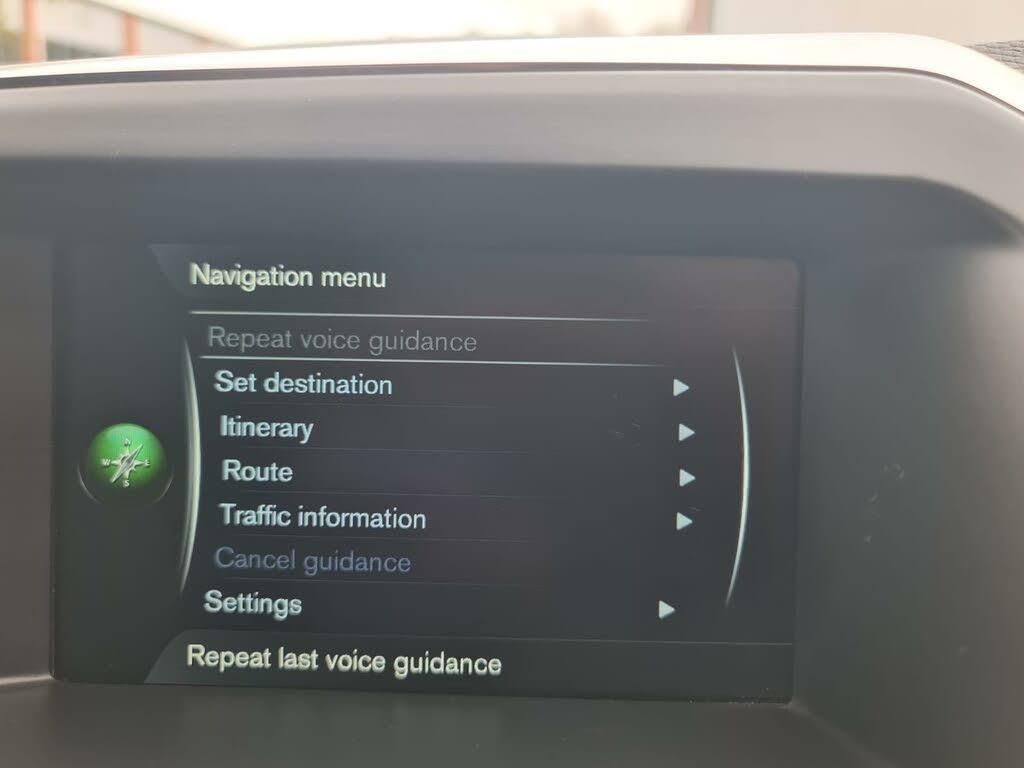 Navigation menu
Repeat voice guidance
Set destination
Itinerary
Route
Traffic information
Cancel guidance
Settings
Repeat last voice guidance
N
W E
S